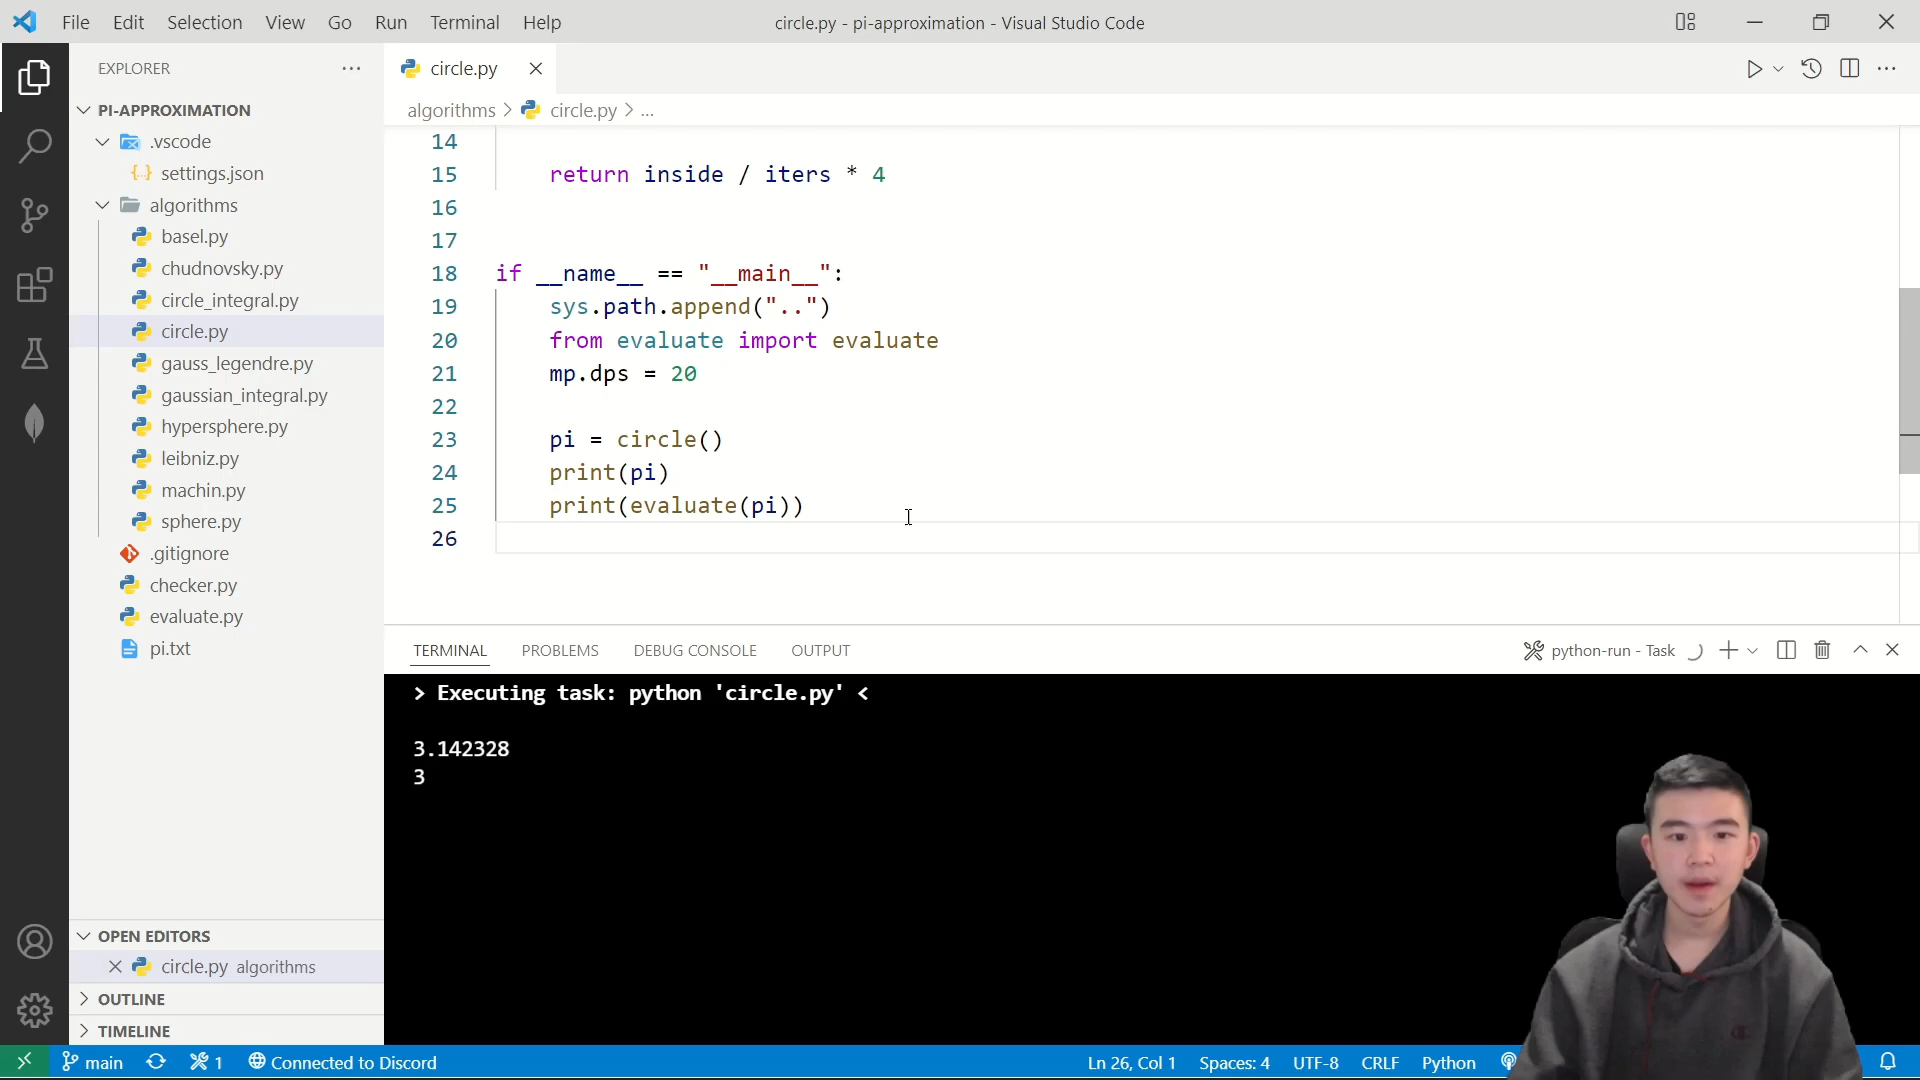 File Edit Selection View Go Run Terminal Help
circle.py - pi-approximation - Visual Studio Code
EXPLORER
PI-APPROXIMATION
.vscode
settings.json
algorithms
basel.py
chudnovsky.py
circle_integral.py
circle.py
gauss_legendre.py
gaussian_integral.py
hypersphere.py
leibniz.py
machin.py
sphere.py
.gitignore
checker.py
evaluate.py
pi.txt
OPEN EDITORS
circle.py algorithms
OUTLINE
TIMELINE
circle.py
algorithms > circle.py > ...
14
15 return inside / iters * 4
16
17
18 if __name__ == "__main__":
19 sys.path.append("..")
20 from evaluate import evaluate
21 mp.dps = 20
22
23 pi = circle()
24 print(pi)
25 print(evaluate(pi))
26
TERMINAL PROBLEMS DEBUG CONSOLE OUTPUT
python-run - Task
> Executing task: python 'circle.py' <
3.142328
3
main 1 Connected to Discord
Ln 26, Col 1 Spaces: 4 UTF-8 CRLF Python